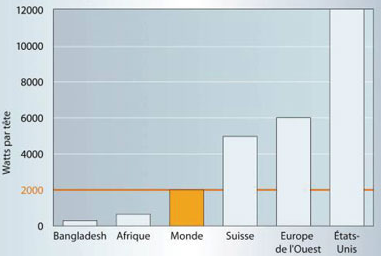 12000
10000
8000
6000
4000
2000
0
Watts par tête
Bangladesh
Afrique
Monde
Suisse
Europe
de l'Ouest
États-
Unis